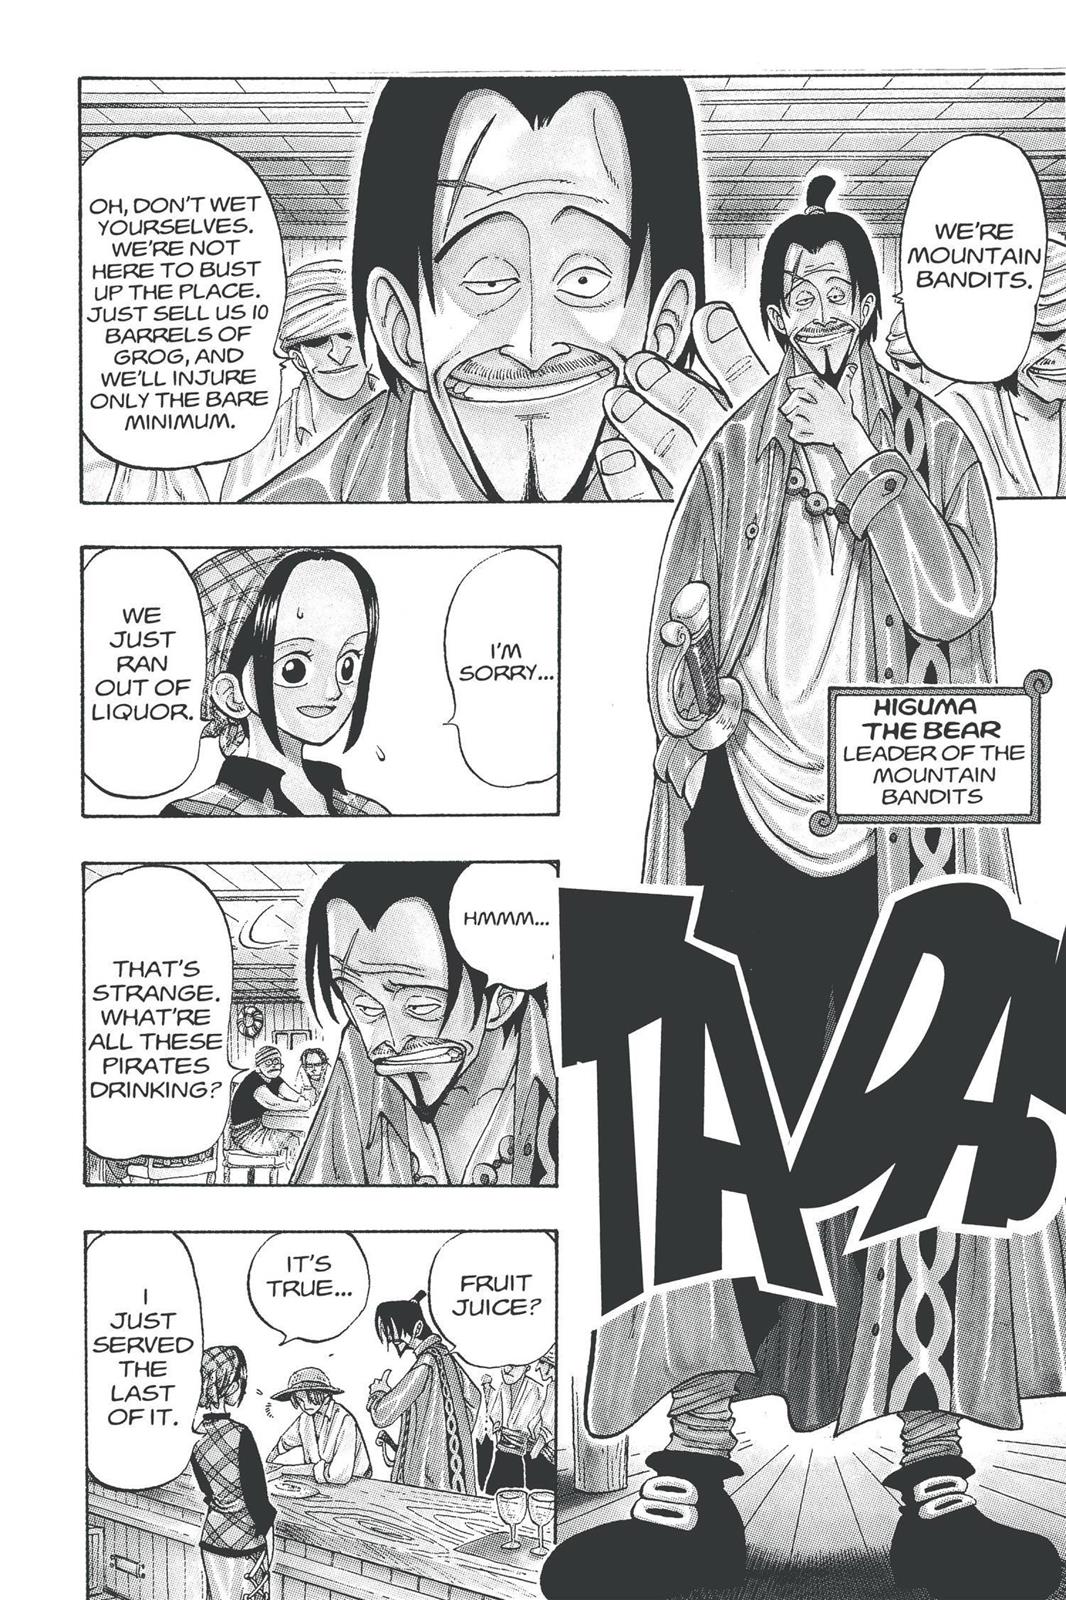 WE'RE
MOUNTAIN
BANDITS.
OH, DON'T WET
YOURSELVES.
WE'RE NOT
HERE TO BUST
UP THE PLACE.
JUST SELL US 10
BARRELS OF
GROG, AND
WE'LL INJURE
ONLY THE BARE
MINIMUM.
HIGUMA
THE BEAR
LEADER OF THE
MOUNTAIN
BANDITS
TADA
I'M
SORRY...
WE
JUST
RAN
OUT OF
LIQUOR.
HMMM...
THAT'S
STRANGE.
WHAT'RE
ALL THESE
PIRATES
DRINKING?
FRUIT
JUICE?
IT'S
TRUE...
I
JUST
SERVED
THE
LAST
OF IT.